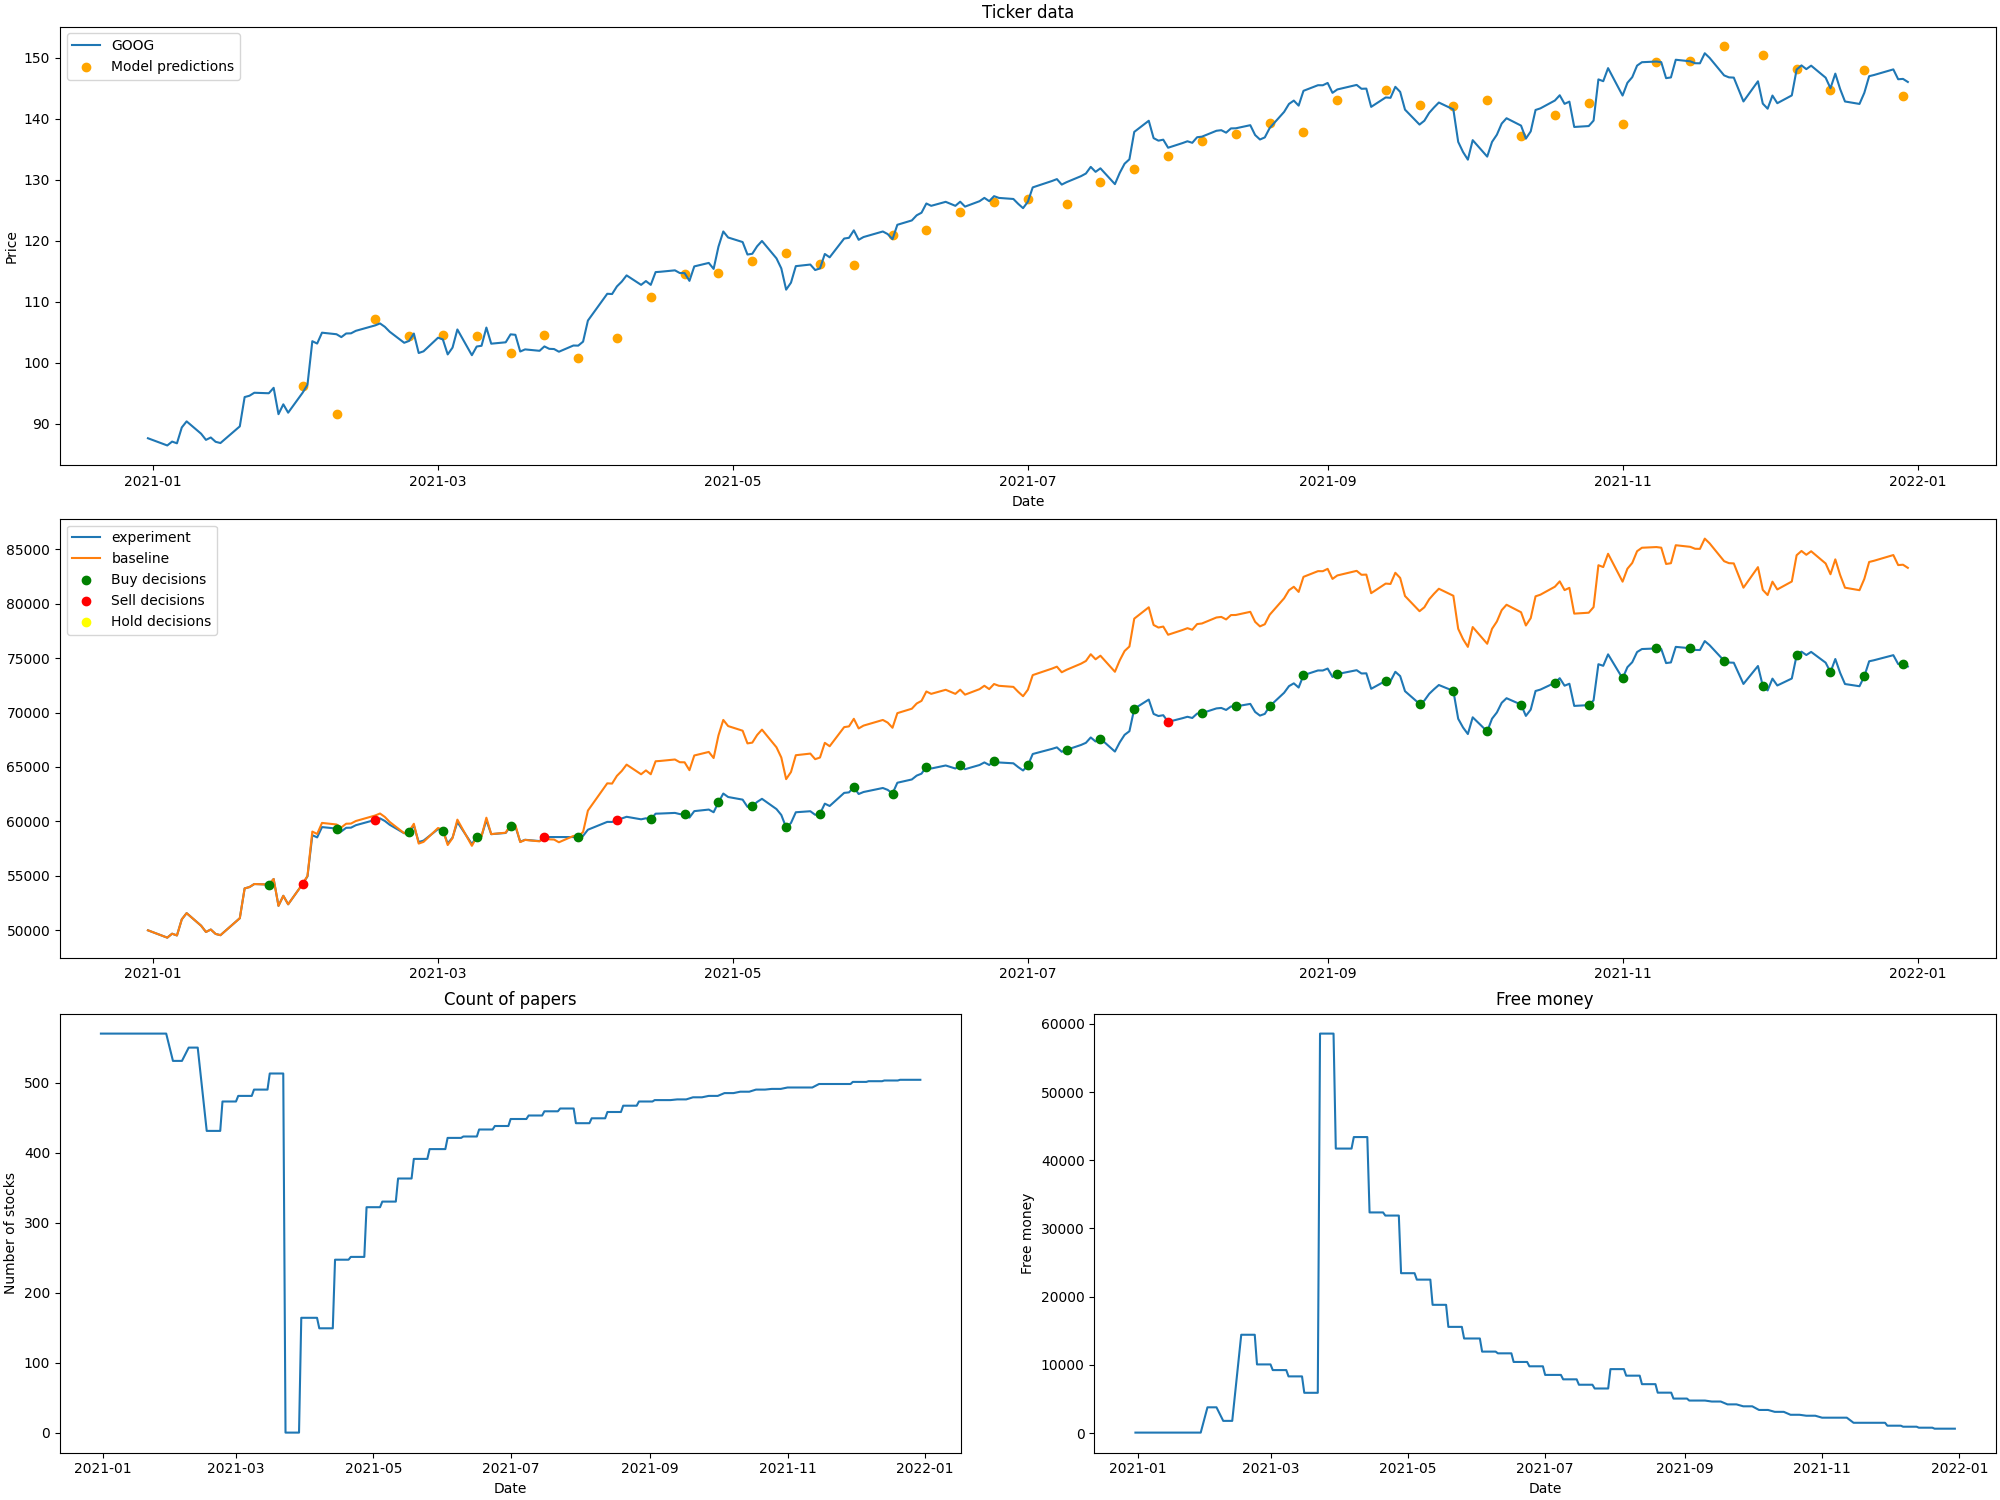 Ticker data
GOOG
Model predictions
150
140
130
120
110
100
90
Price
2021-01 2021-03 2021-05 2021-07 2021-09 2021-11 2022-01
Date
experiment
baseline
Buy decisions
Sell decisions
Hold decisions
85000
80000
75000
70000
65000
60000
55000
50000
2021-01 2021-03 2021-05 2021-07 2021-09 2021-11 2022-01
Count of papers
500
400
300
200
100
0
Number of stocks
2021-01 2021-03 2021-05 2021-07 2021-09 2021-11 2022-01
Date
Free money
60000
50000
40000
30000
20000
10000
0
Free money
2021-01 2021-03 2021-05 2021-07 2021-09 2021-11 2022-01
Date